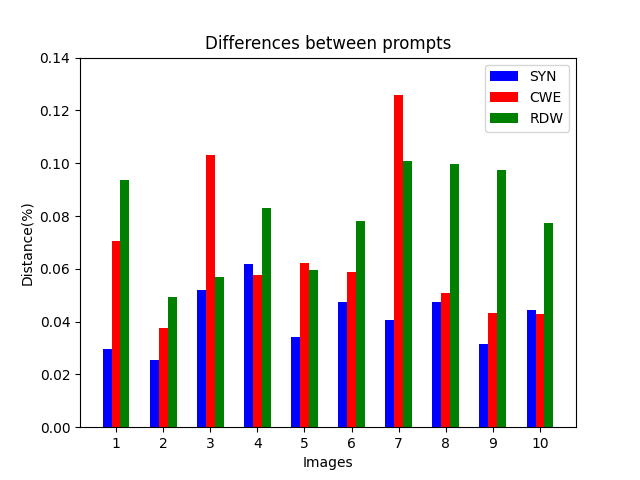 Differences between prompts
0.14
0.12
0.10
0.08
0.06
0.04
0.02
0.00
Distance(%)
SYN
CWE
RDW
1 2 3 4 5 6 7 8 9 10
Images